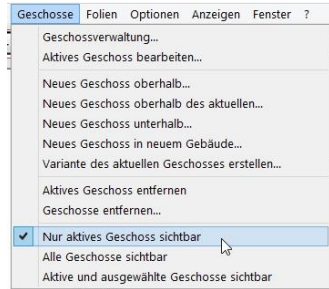 Geschosse Folien Optionen Anzeigen Fenster ?
Geschossverwaltung...
Aktives Geschoss bearbeiten...
Neues Geschoss oberhalb...
Neues Geschoss oberhalb des aktuellen...
Neues Geschoss unterhalb...
Neues Geschoss in neuem Gebäude...
Variante des aktuellen Geschosses erstellen...
Aktives Geschoss entfernen
Geschosse entfernen...
Nur aktives Geschoss sichtbar
Alle Geschosse sichtbar
Aktive und ausgewählte Geschosse sichtbar